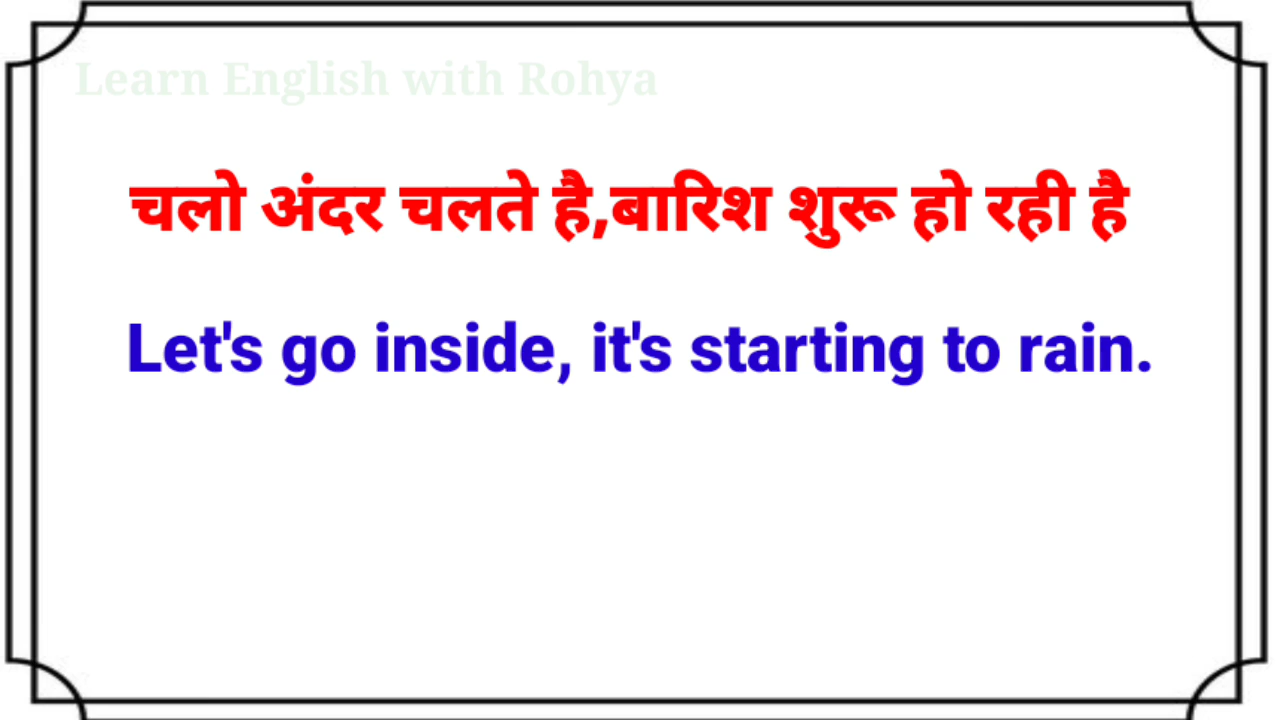 Learn English with Rohya
चलो अंदर चलते है,बारिश शुरू हो रही है
Let's go inside, it's starting to rain.